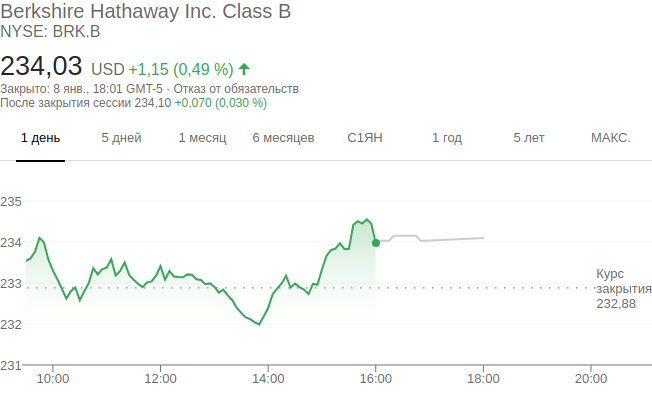 Berkshire Hathaway Inc. Class B
NYSE: BRK.B
234,03 USD +1,15 (0,49 %)
Закрыто: 8 янв., 18:01 GMT-5 · Отказ от обязательств
После закрытия сессии 234,10 +0,070 (0,030 %)
1 день 5 дней 1 месяц 6 месяцев С1ЯН 1 год 5 лет МАКС.
235
234
233
232
231
Курс
закрытия
232,88
10:00 12:00 14:00 16:00 18:00 20:00